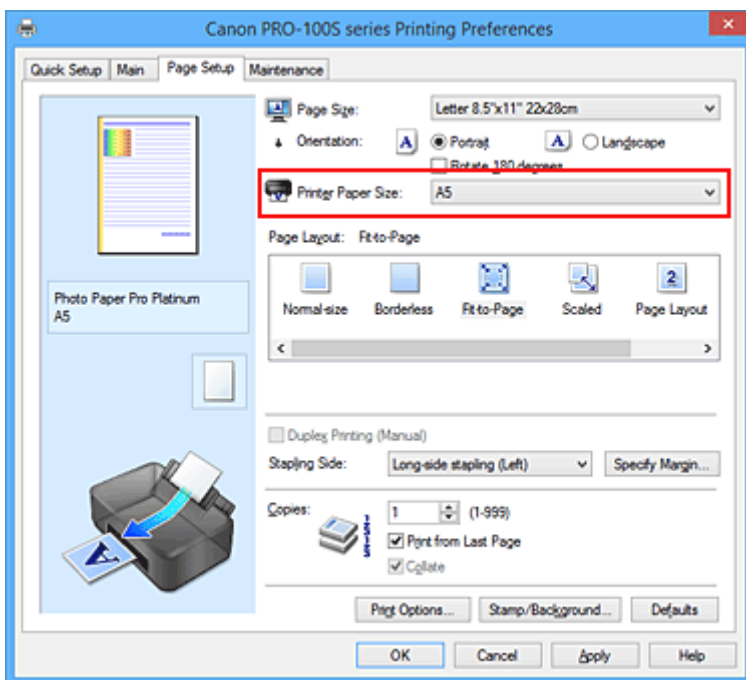 Canon PRO-100S series Printing Preferences
Quick Setup Main Page Setup Maintenance
Page Size: Letter 8.5"x11" 22x28cm
Orientation: A Portrait A Landscape
Rotate 180 degrees
Printer Paper Size: A5
Page Layout: Fit-to-Page
Normal-size Borderless Fit-to-Page Scaled Page Layout
Photo Paper Pro Platinum
A5
Duplex Printing (Manual)
Stapling Side: Long-side stapling (Left) Specify Margin...
Copies: 1 (1-999)
Print from Last Page
Collate
Print Options... Stamp/Background... Defaults
OK Cancel Apply Help